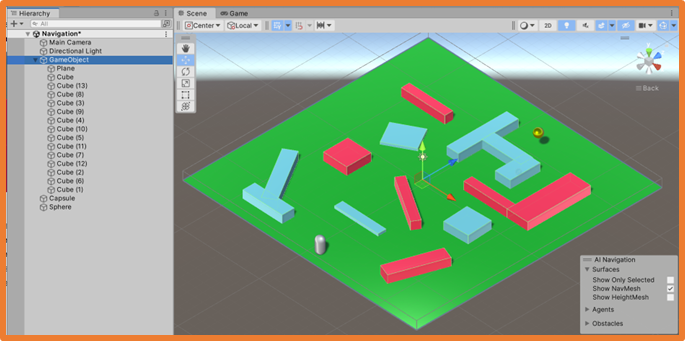 Hierarchy
All
Navigation*
Main Camera
Directional Light
GameObject
Plane
Cube
Cube (13)
Cube (8)
Cube (3)
Cube (9)
Cube (4)
Cube (10)
Cube (5)
Cube (11)
Cube (7)
Cube (12)
Cube (2)
Cube (6)
Cube (1)
Capsule
Sphere
Scene Game
Center Local 2D
Back
AI Navigation
Surfaces
Show Only Selected
Show NavMesh
Show HeightMesh
Agents
Obstacles